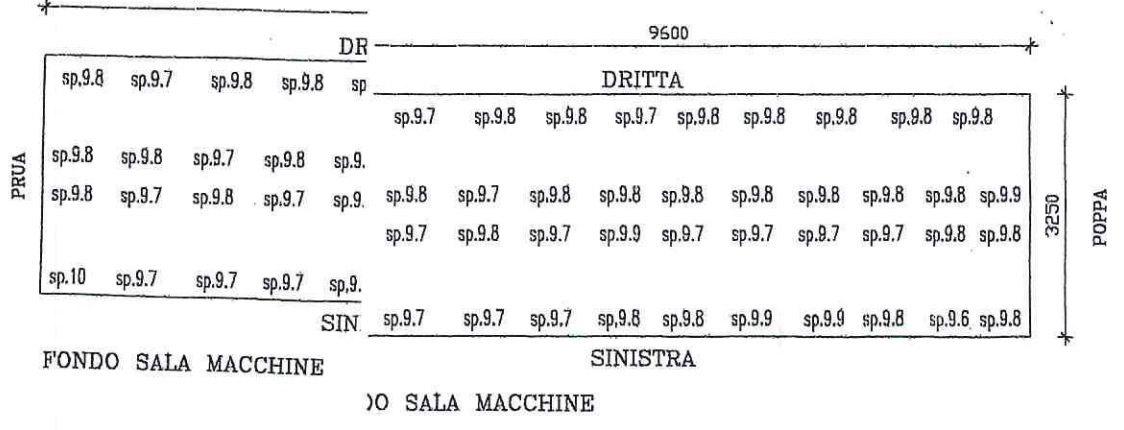 9600
DR
DRITTA
sp.9.8 sp.9.7 sp.9.8 sp.9.8 sp
sp.9.7 sp.9.8 sp.9.8 sp.9.7 sp.9.8 sp.9.8 sp.9.8 sp.9.8 sp.9.8
PRUA
sp.9.8 sp.9.8 sp.9.7 sp.9.8 sp.9.
sp.9.8 sp.9.7 sp.9.8 sp.9.7 sp.9.
sp.9.8 sp.9.7 sp.9.8 sp.9.8 sp.9.8 sp.9.8 sp.9.8 sp.9.8 sp.9.8 sp.9.9
sp.9.7 sp.9.8 sp.9.7 sp.9.9 sp.9.7 sp.9.7 sp.9.7 sp.9.7 sp.9.8 sp.9.8
3250
POPPA
sp.10 sp.9.7 sp.9.7 sp.9.7 sp.9.
sp.9.7 sp.9.7 sp.9.7 sp.9.8 sp.9.8 sp.9.9 sp.9.9 sp.9.8 sp.9.6 sp.9.8
SIN
SINISTRA
FONDO SALA MACCHINE
O SALA MACCHINE